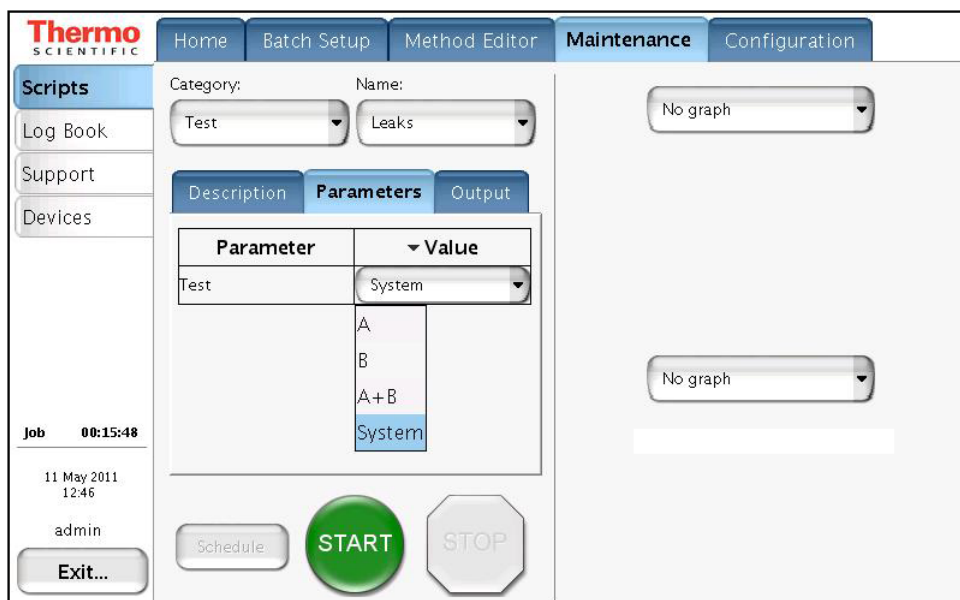 Thermo
SCIENTIFIC
Home
Batch Setup
Method Editor
Maintenance
Configuration
Scripts
Log Book
Support
Devices
Category:
Name:
Test
Leaks
No graph
Description
Parameters
Output
Parameter
Value
Test
System
A
B
A+B
System
No graph
Job 00:15:48
11 May 2011
12:46
admin
Exit...
Schedule
START
STOP